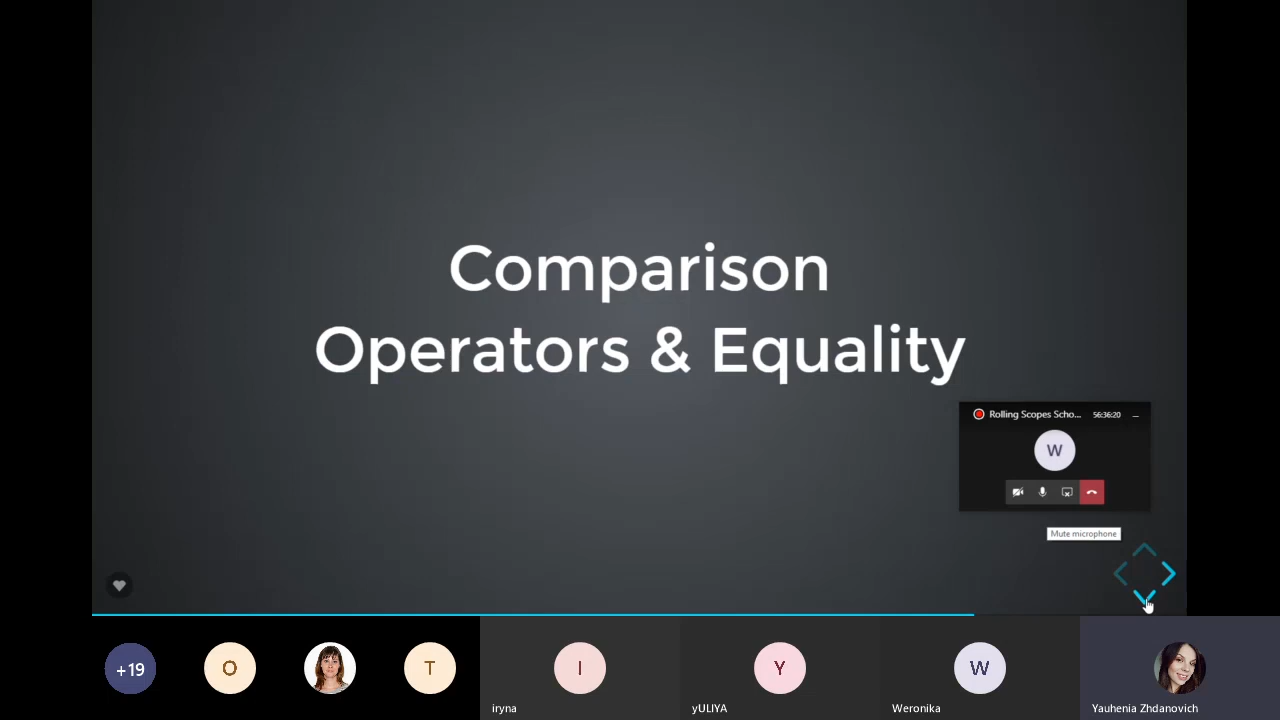 Comparison
Operators & Equality
Rolling Scopes Scho... 56:36:20
W
Mute microphone
+19
O
T
I
Y
W
iryna
yULIYA
Weronika
Yauhenia Zhdanovich